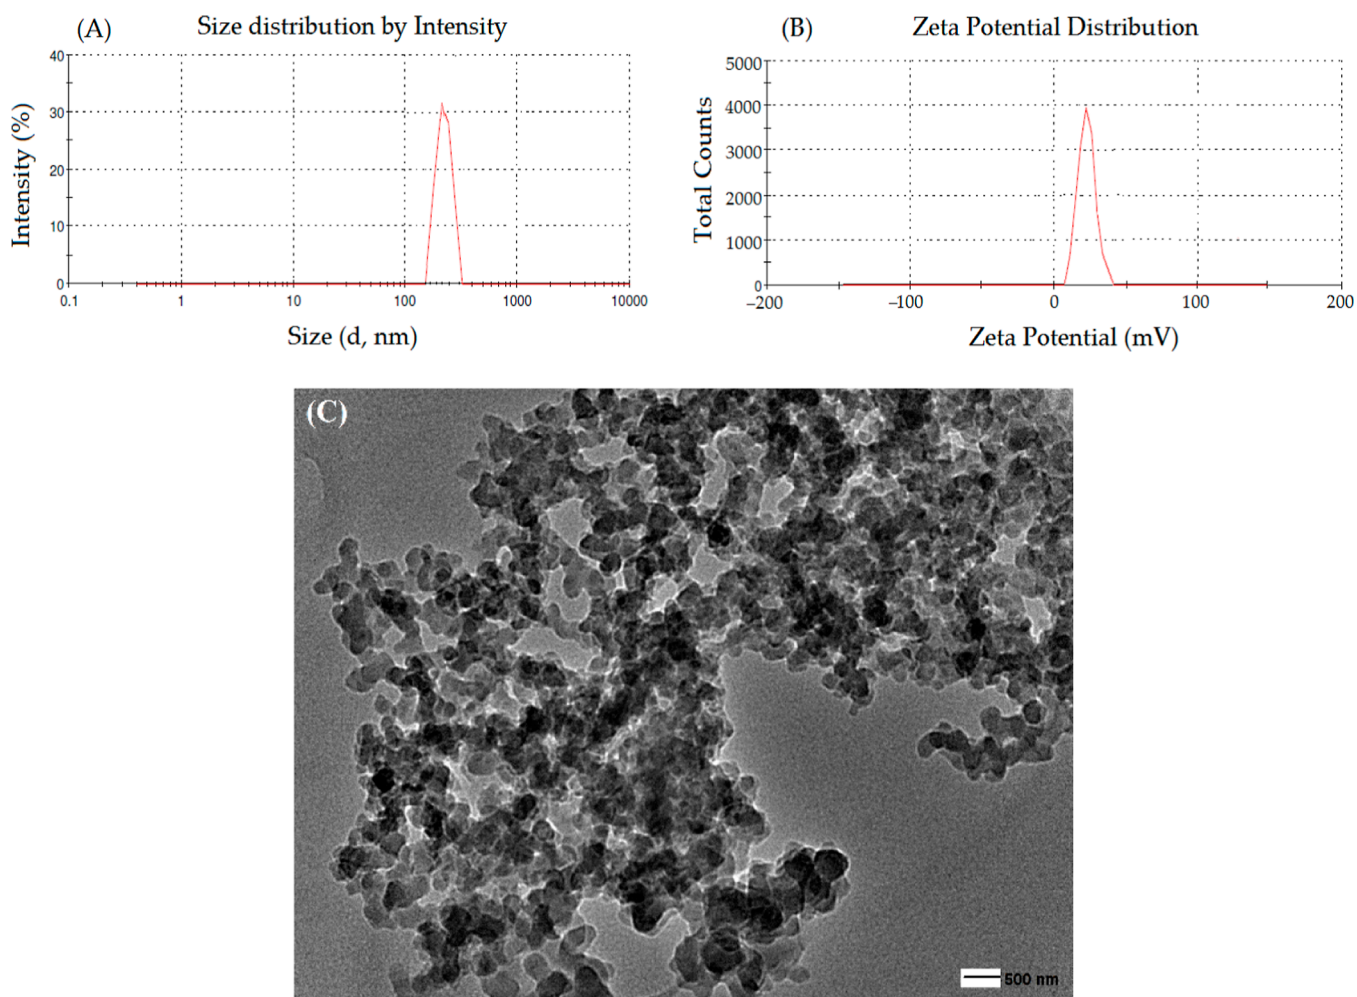 (A) Size distribution by Intensity
40
30
20
10
0
Intensity (%)
0.1 1 10 100 1000 10000
Size (d, nm)
(B) Zeta Potential Distribution
5000
4000
3000
2000
1000
0
Total Counts
−200 −100 0 100 200
Zeta Potential (mV)
(C)
500 nm